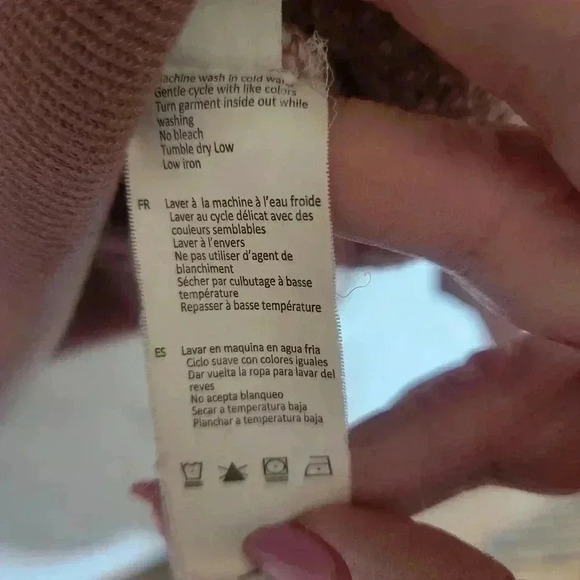 achine wash in cold wa
Gentle cycle with like colors
Turn garment inside out while
washing
No bleach
Tumble dry Low
Low iron
FR Laver à la machine à l'eau froide
Laver au cycle délicat avec des
couleurs semblables
Laver à l'envers
Ne pas utiliser d'agent de
blanchiment
Sécher par culbutage à basse
température
Repasser à basse température
ES Lavar en maquina en agua fria
Ciclo suave con colores iguales
Dar vuelta la ropa para lavar del
reves
No acepta blanqueo
Secar a temperatura baja
Planchar a temperatura baja